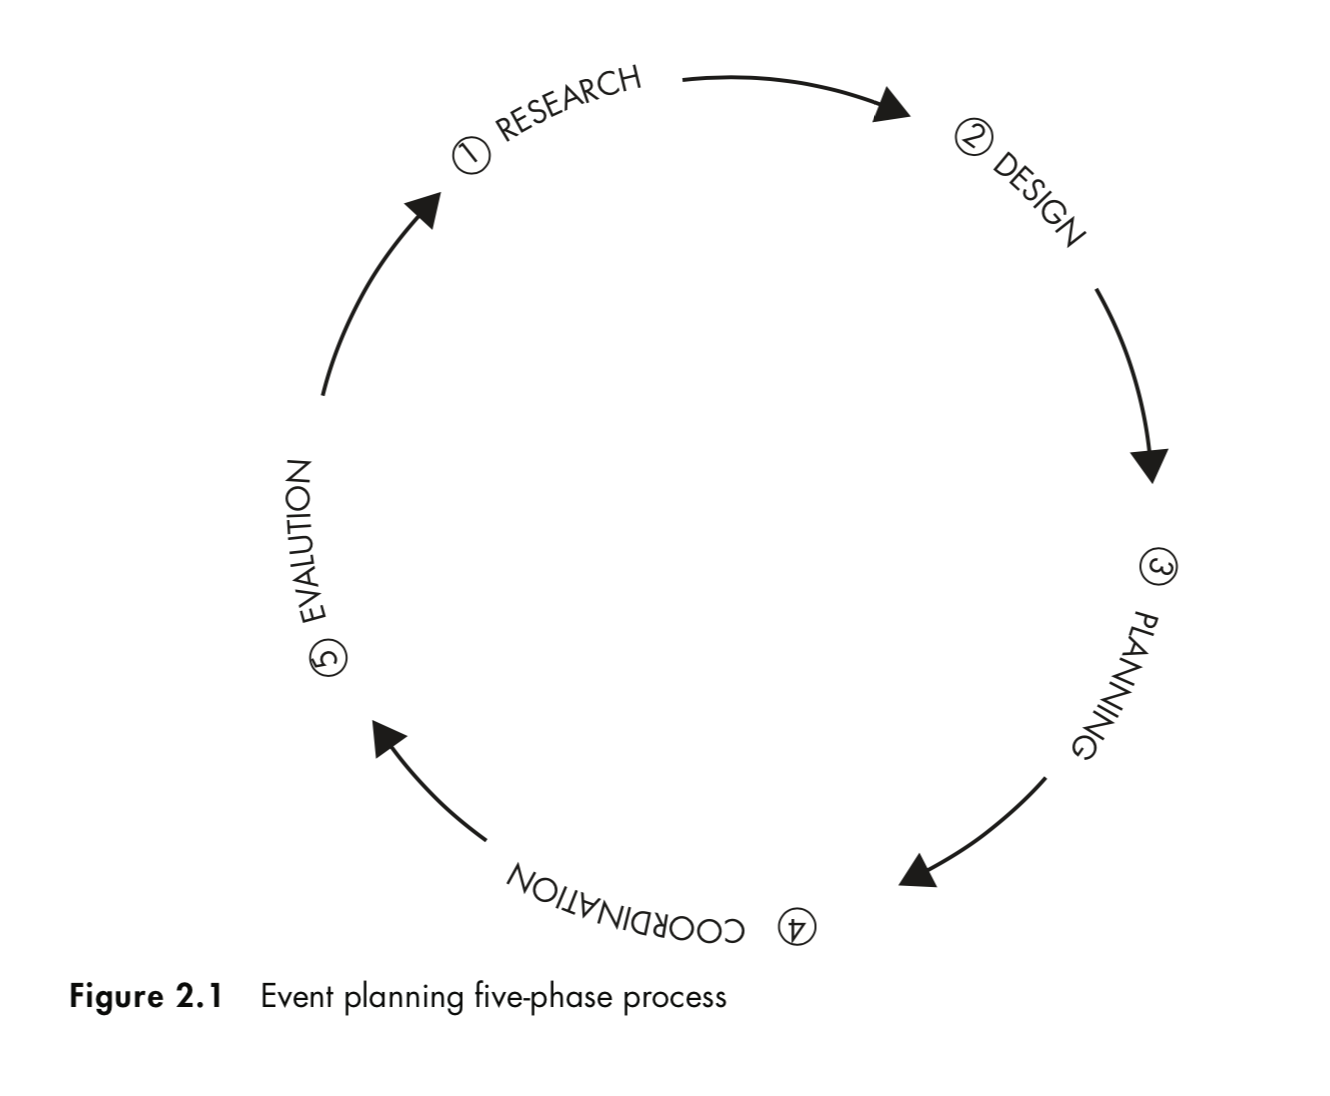 1 RESEARCH
2 DESIGN
3 PLANNING
4 COORDINATION
5 EVALUTION
Figure 2.1 Event planning five-phase process